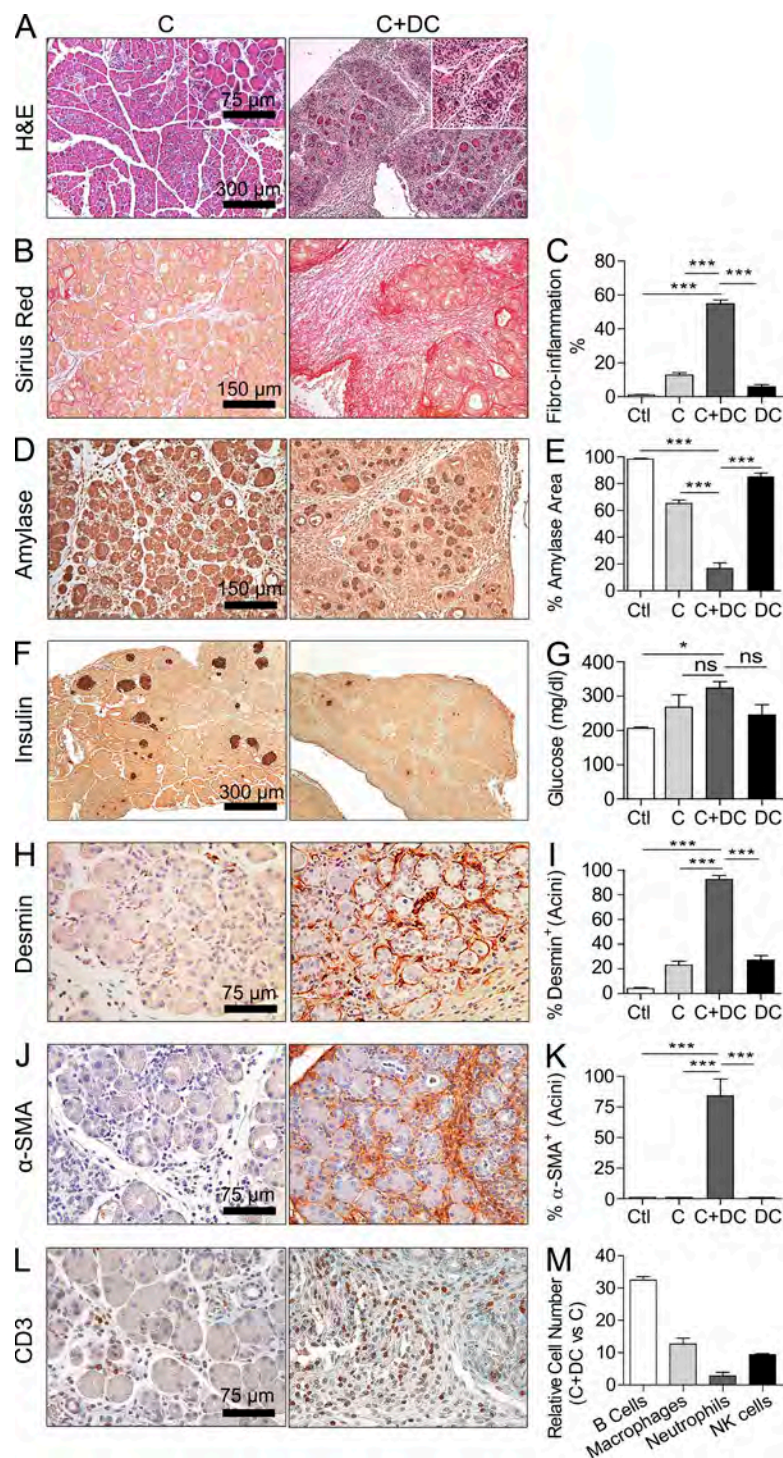 A
C
C+DC
H&E
75 µm
300 µm
B
Sirius Red
150 µm
C
Fibro-inflammation
%
80
60
40
20
0
***
***
***
Ctl C C+DC DC
D
Amylase
150 µm
E
% Amylase Area
100
80
60
40
20
0
***
***
***
Ctl C C+DC DC
F
Insulin
300 µm
G
Glucose (mg/dl)
400
300
200
100
0
*
ns
ns
Ctl C C+DC DC
H
Desmin
75 µm
I
% Desmin+ (Acini)
100
80
60
40
20
0
***
***
***
Ctl C C+DC DC
J
α-SMA
75 µm
K
% α-SMA+ (Acini)
100
75
50
25
0
***
***
***
Ctl C C+DC DC
L
CD3
75 µm
M
Relative Cell Number
(C+DC vs C)
40
30
20
10
0
B Cells
Macrophages
Neutrophils
NK cells